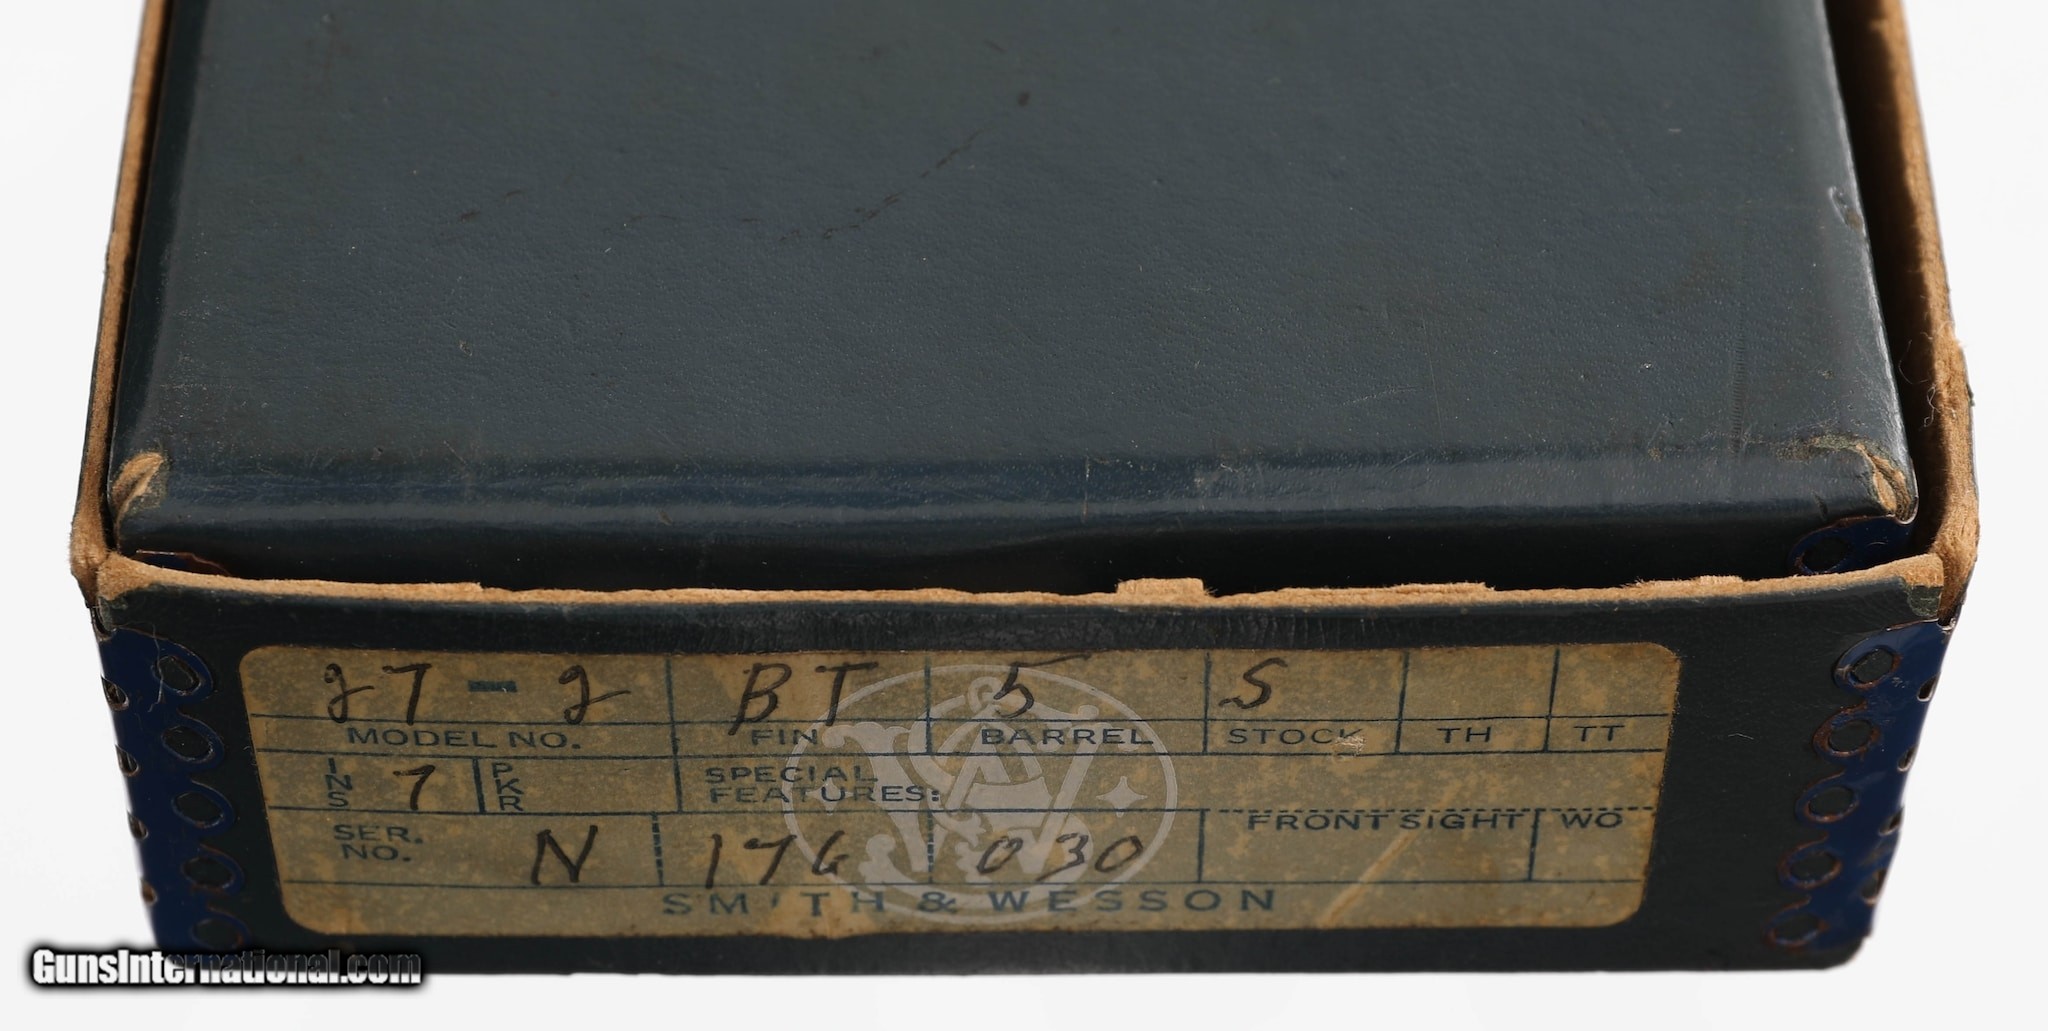 27-2 BT 5 S
MODEL NO. FIN BARREL STOCK TH TT
INS 7 PKR SPECIAL FEATURES:
FRONT SIGHT WO
SER. NO. N 176 030
SMITH & WESSON
GunsInternational.com